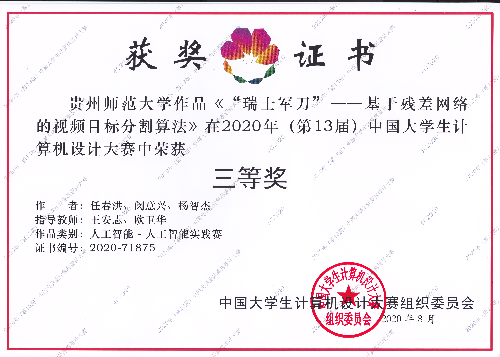 获奖证书
贵州师范大学作品《“瑞士军刀”——基于残差网络
的视频目标分割算法》在2020年（第13届）中国大学生计
算机设计大赛中荣获
三等奖
作 者：任春洪、闵意兴、杨智杰
指导教师：王安志、欧卫华
作品类别：人工智能 - 人工智能实践赛
证书编号：2020-71875
中国大学生计算机设计大赛组织委员会
2020年8月
中国大学生计算机设计大赛
组织委员会